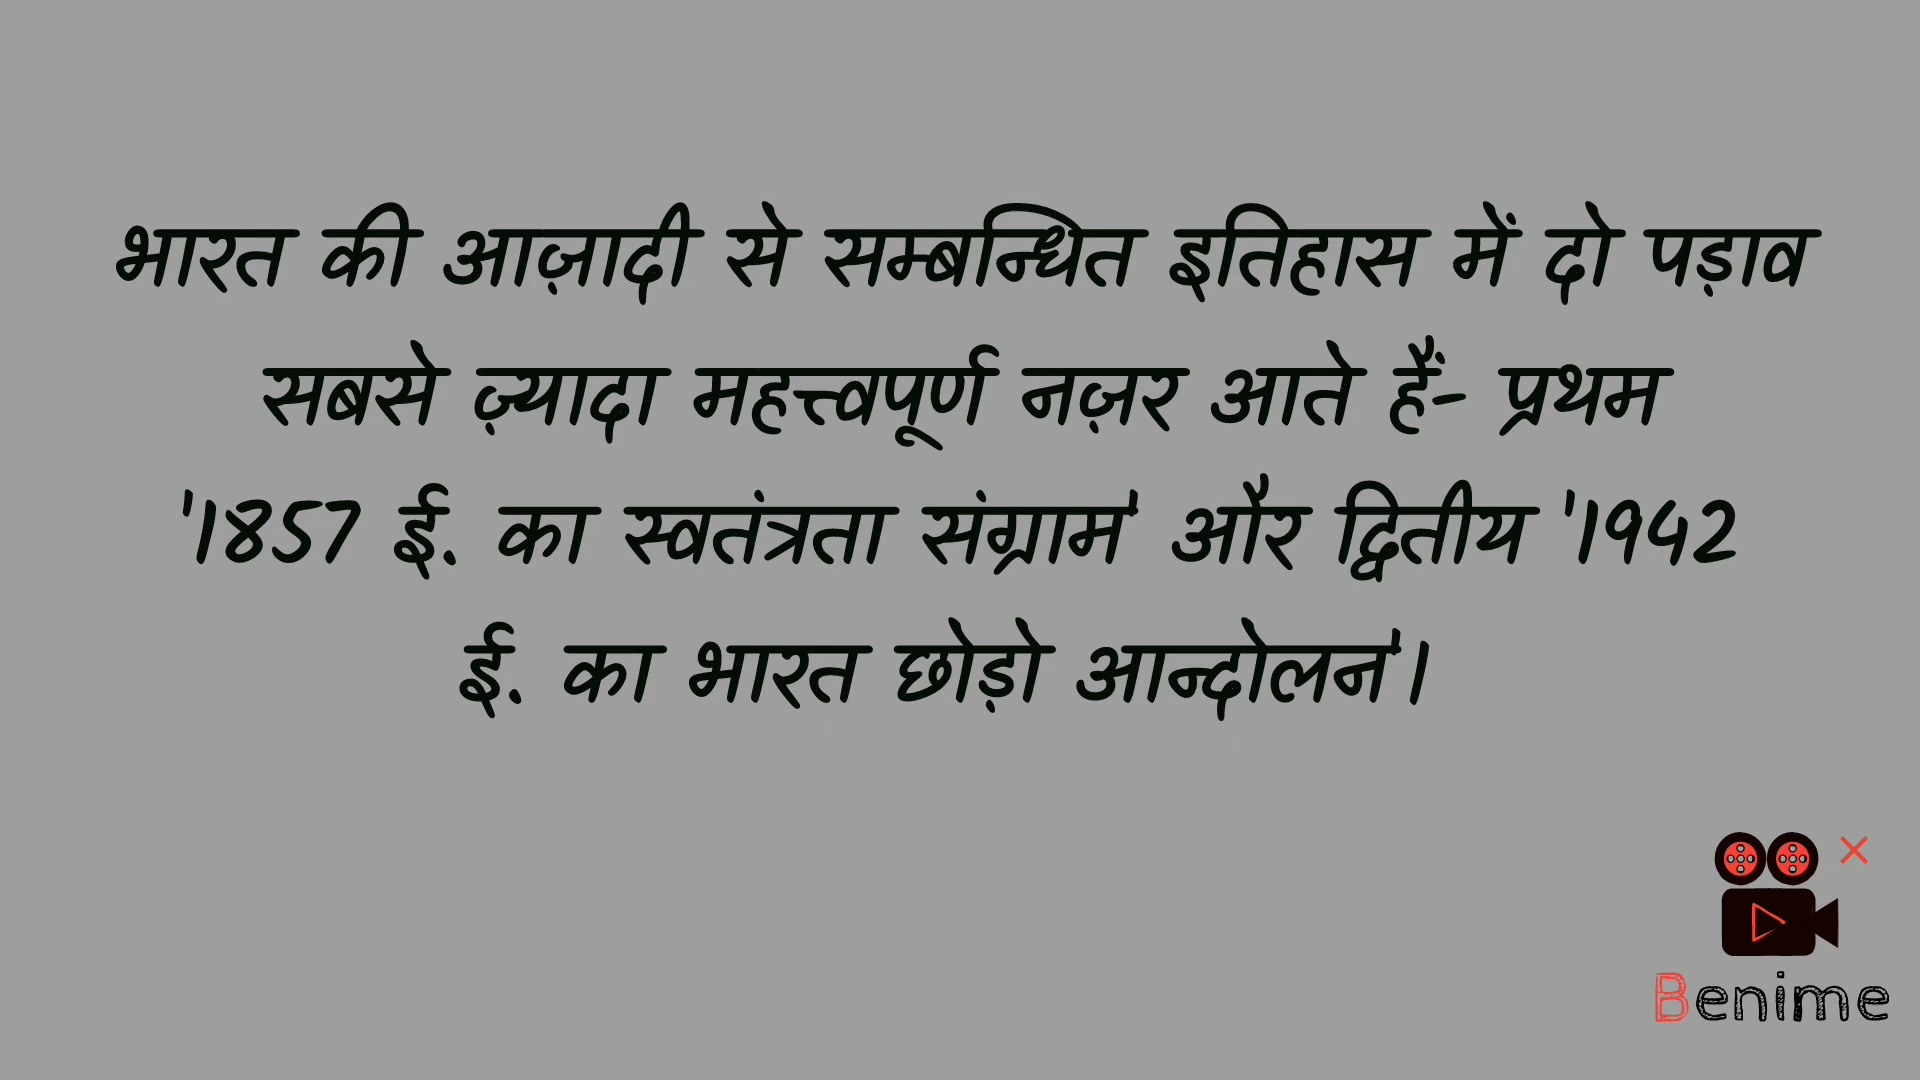 भारत की आज़ादी से सम्बन्धित इतिहास में दो पड़ाव
सबसे ज़्यादा महत्त्वपूर्ण नज़र आते हैं- प्रथम
'1857 ई. का स्वतंत्रता संग्राम' और द्वितीय '1942
ई. का भारत छोड़ो आन्दोलन'।
Benime